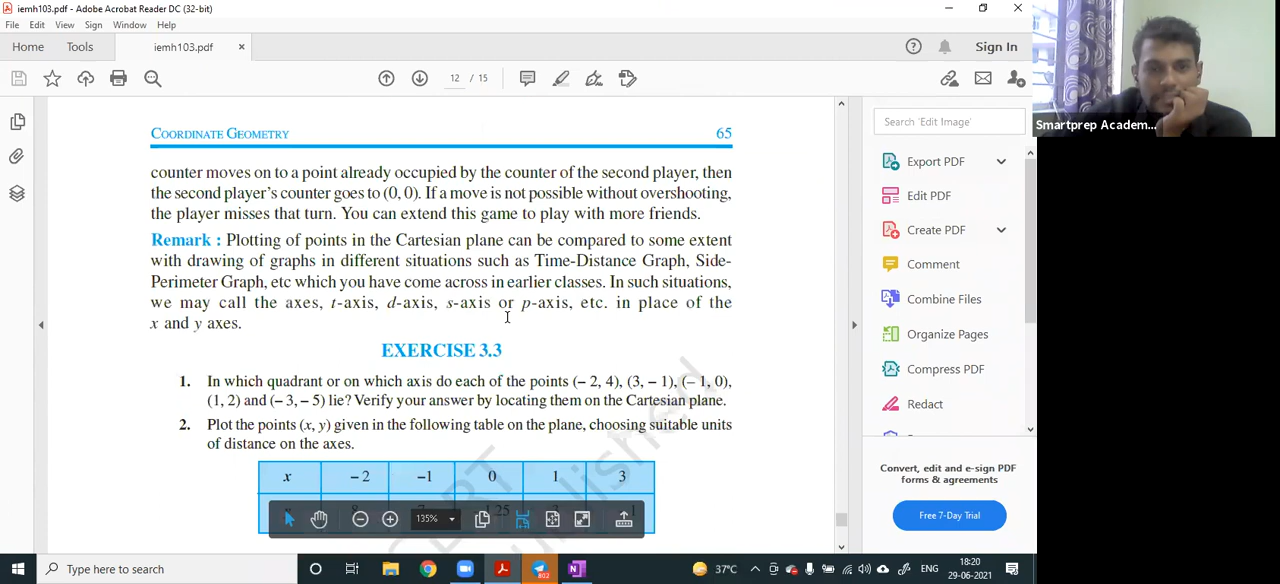 iemh103.pdf - Adobe Acrobat Reader DC (32-bit)
File Edit View Sign Window Help
Home Tools iemh103.pdf × Sign In
12 / 15
COORDINATE GEOMETRY 65
counter moves on to a point already occupied by the counter of the second player, then
the second player's counter goes to (0, 0). If a move is not possible without overshooting,
the player misses that turn. You can extend this game to play with more friends.
Remark : Plotting of points in the Cartesian plane can be compared to some extent
with drawing of graphs in different situations such as Time-Distance Graph, Side-
Perimeter Graph, etc which you have come across in earlier classes. In such situations,
we may call the axes, t-axis, d-axis, s-axis or p-axis, etc. in place of the
x and y axes.
EXERCISE 3.3
1. In which quadrant or on which axis do each of the points (– 2, 4), (3, – 1), (– 1, 0),
(1, 2) and (– 3, – 5) lie? Verify your answer by locating them on the Cartesian plane.
2. Plot the points (x, y) given in the following table on the plane, choosing suitable units
of distance on the axes.
x – 2 –1 0 1 3
135%
Search 'Edit Image'
Export PDF
Edit PDF
Create PDF
Comment
Combine Files
Organize Pages
Compress PDF
Redact
Convert, edit and e-sign PDF
forms & agreements
Free 7-Day Trial
Smartprep Academ...
Type here to search
802
37°C
ENG
18:20
29-06-2021